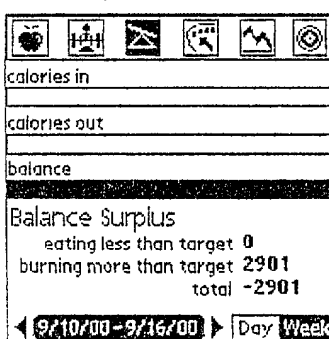 calories in
calories out
balance
Balance Surplus
eating less than target 0
burning more than target 2901
total -2901
9/10/00-9/16/00 Day Week